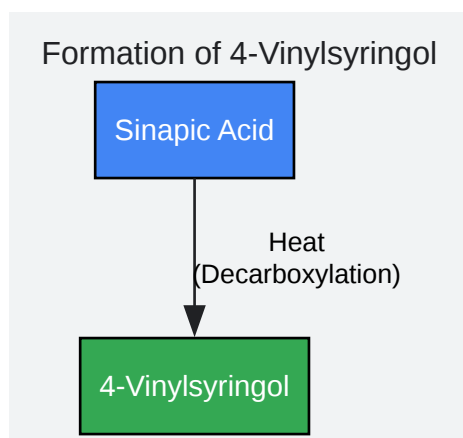 Formation of 4-Vinylsyringol
Sinapic Acid
Heat
(Decarboxylation)
4-Vinylsyringol